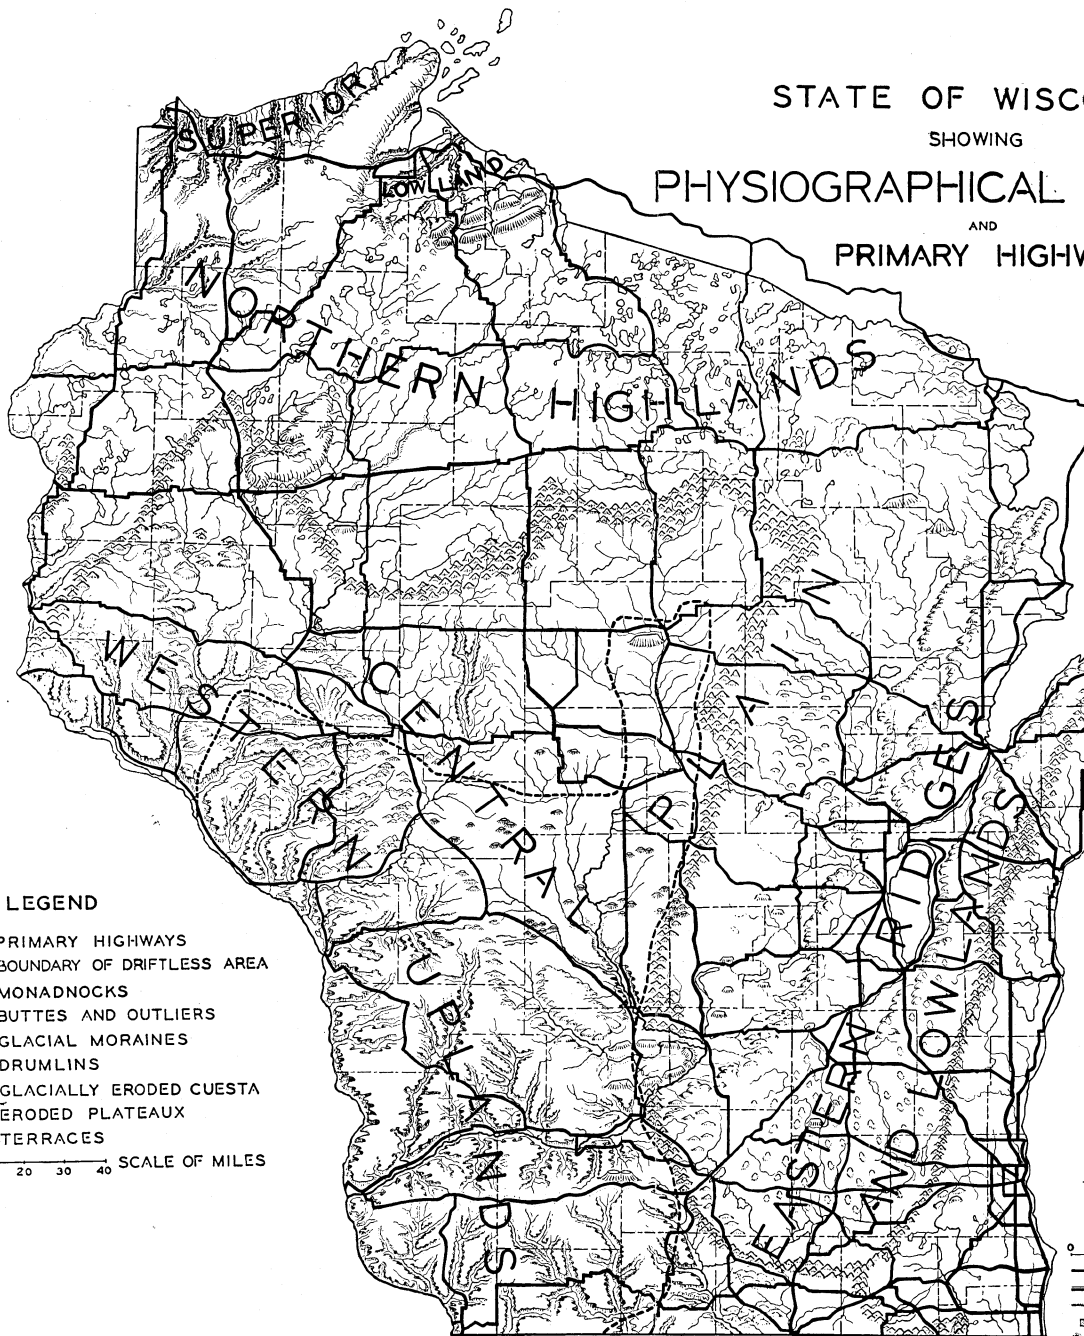 STATE OF WISC
SHOWING
PHYSIOGRAPHICAL
AND
PRIMARY HIGHW
SUPERIOR
LOWLAND
NORTHERN HIGHLANDS
WESTERN UPLANDS
CENTRAL PLAIN
EASTERN RIDGES
AND LOWLANDS
LEGEND
PRIMARY HIGHWAYS
BOUNDARY OF DRIFTLESS AREA
MONADNOCKS
BUTTES AND OUTLIERS
GLACIAL MORAINES
DRUMLINS
GLACIALLY ERODED CUESTA
ERODED PLATEAUX
TERRACES
20 30 40 SCALE OF MILES
0